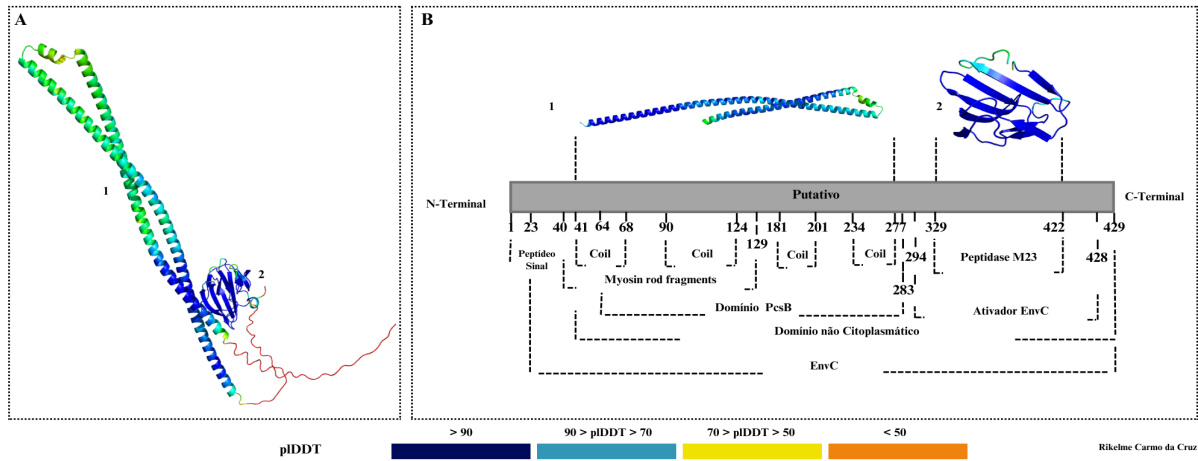 A
1
2
B
1
2
N-Terminal
Putativo
C-Terminal
1 23 40 41 64 68 90 124 181 201 234 277 329 422 429
129 294 428
283
Peptídeo
Sinal
Coil Coil Coil Coil
Peptidase M23
Myosin rod fragments
Domínio PcsB
Ativador EnvC
Domínio não Citoplasmático
EnvC
plDDT
> 90
90 > plDDT > 70
70 > plDDT > 50
< 50
Rikelme Carmo da Cruz